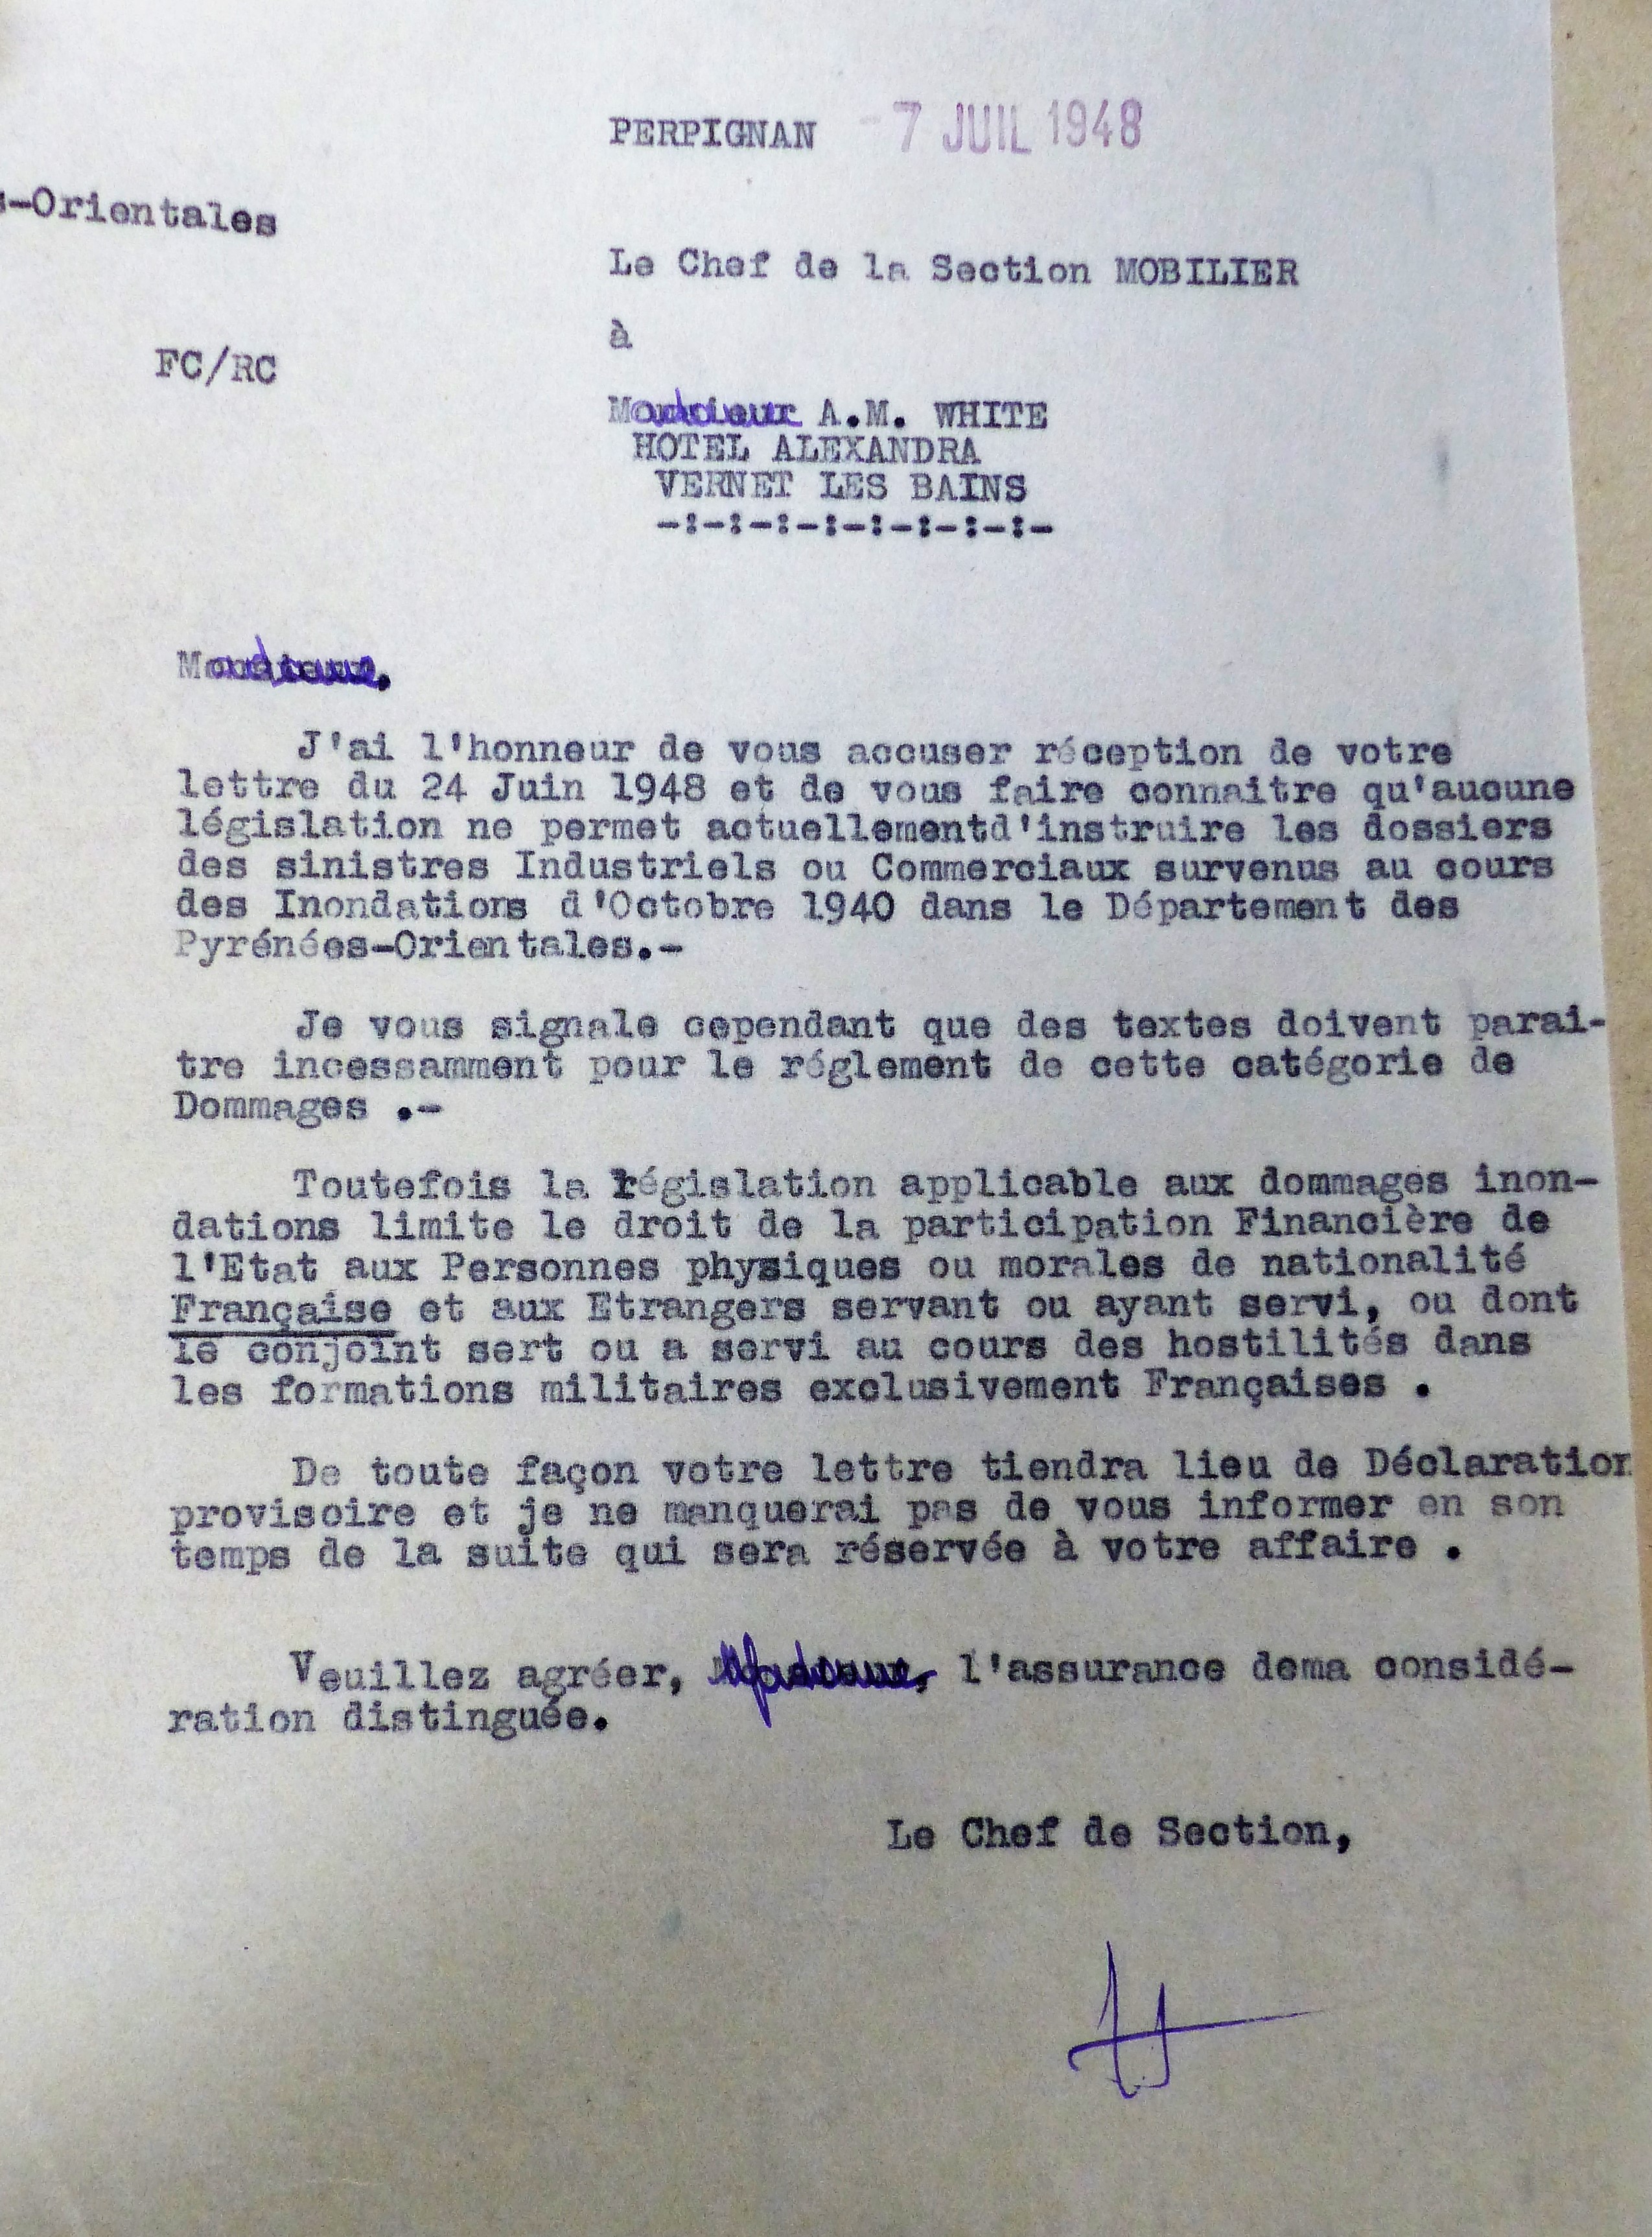 PERPIGNAN -7 JUIL 1948
s-Orientales
Le Chef de la Section MOBILIER
à
FC/RC
Madame A.M. WHITE
HOTEL ALEXANDRA
VERNET LES BAINS
-:-:-:-:-:-:-:-:-
Madame,
J'ai l'honneur de vous accuser réception de votre
lettre du 24 Juin 1948 et de vous faire connaitre qu'aucune
législation ne permet actuellementd'instruire les dossiers
des sinistres Industriels ou Commerciaux survenus au cours
des Inondations d'Octobre 1940 dans le Département des
Pyrénées-Orientales.-
Je vous signale cependant que des textes doivent parai-
tre incessamment pour le réglement de cette catégorie de
Dommages .-
Toutefois la législation applicable aux dommages inon-
dations limite le droit de la participation Financière de
l'Etat aux Personnes physiques ou morales de nationalité
Française et aux Etrangers servant ou ayant servi, ou dont
le conjoint sert ou a servi au cours des hostilités dans
les formations militaires exclusivement Françaises .
De toute façon votre lettre tiendra lieu de Déclaration
provisoire et je ne manquerai pas de vous informer en son
temps de la suite qui sera réservée à votre affaire .
Veuillez agréer, Madame, l'assurance dema considé-
ration distinguée.
Le Chef de Section,